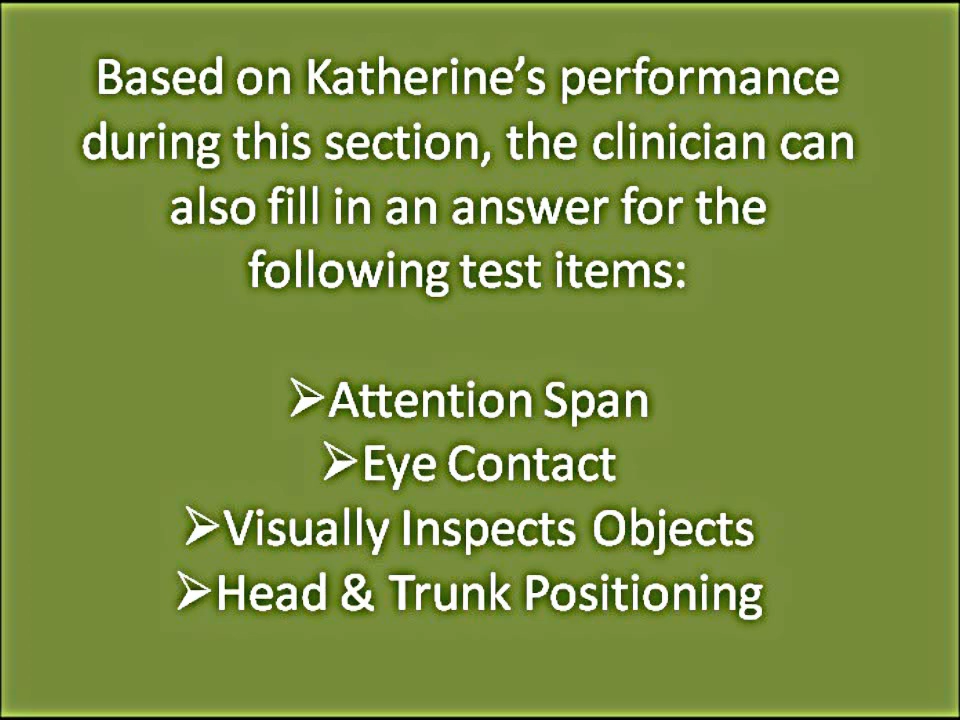 Based on Katherine’s performance
during this section, the clinician can
also fill in an answer for the
following test items:
➢Attention Span
➢Eye Contact
➢Visually Inspects Objects
➢Head & Trunk Positioning